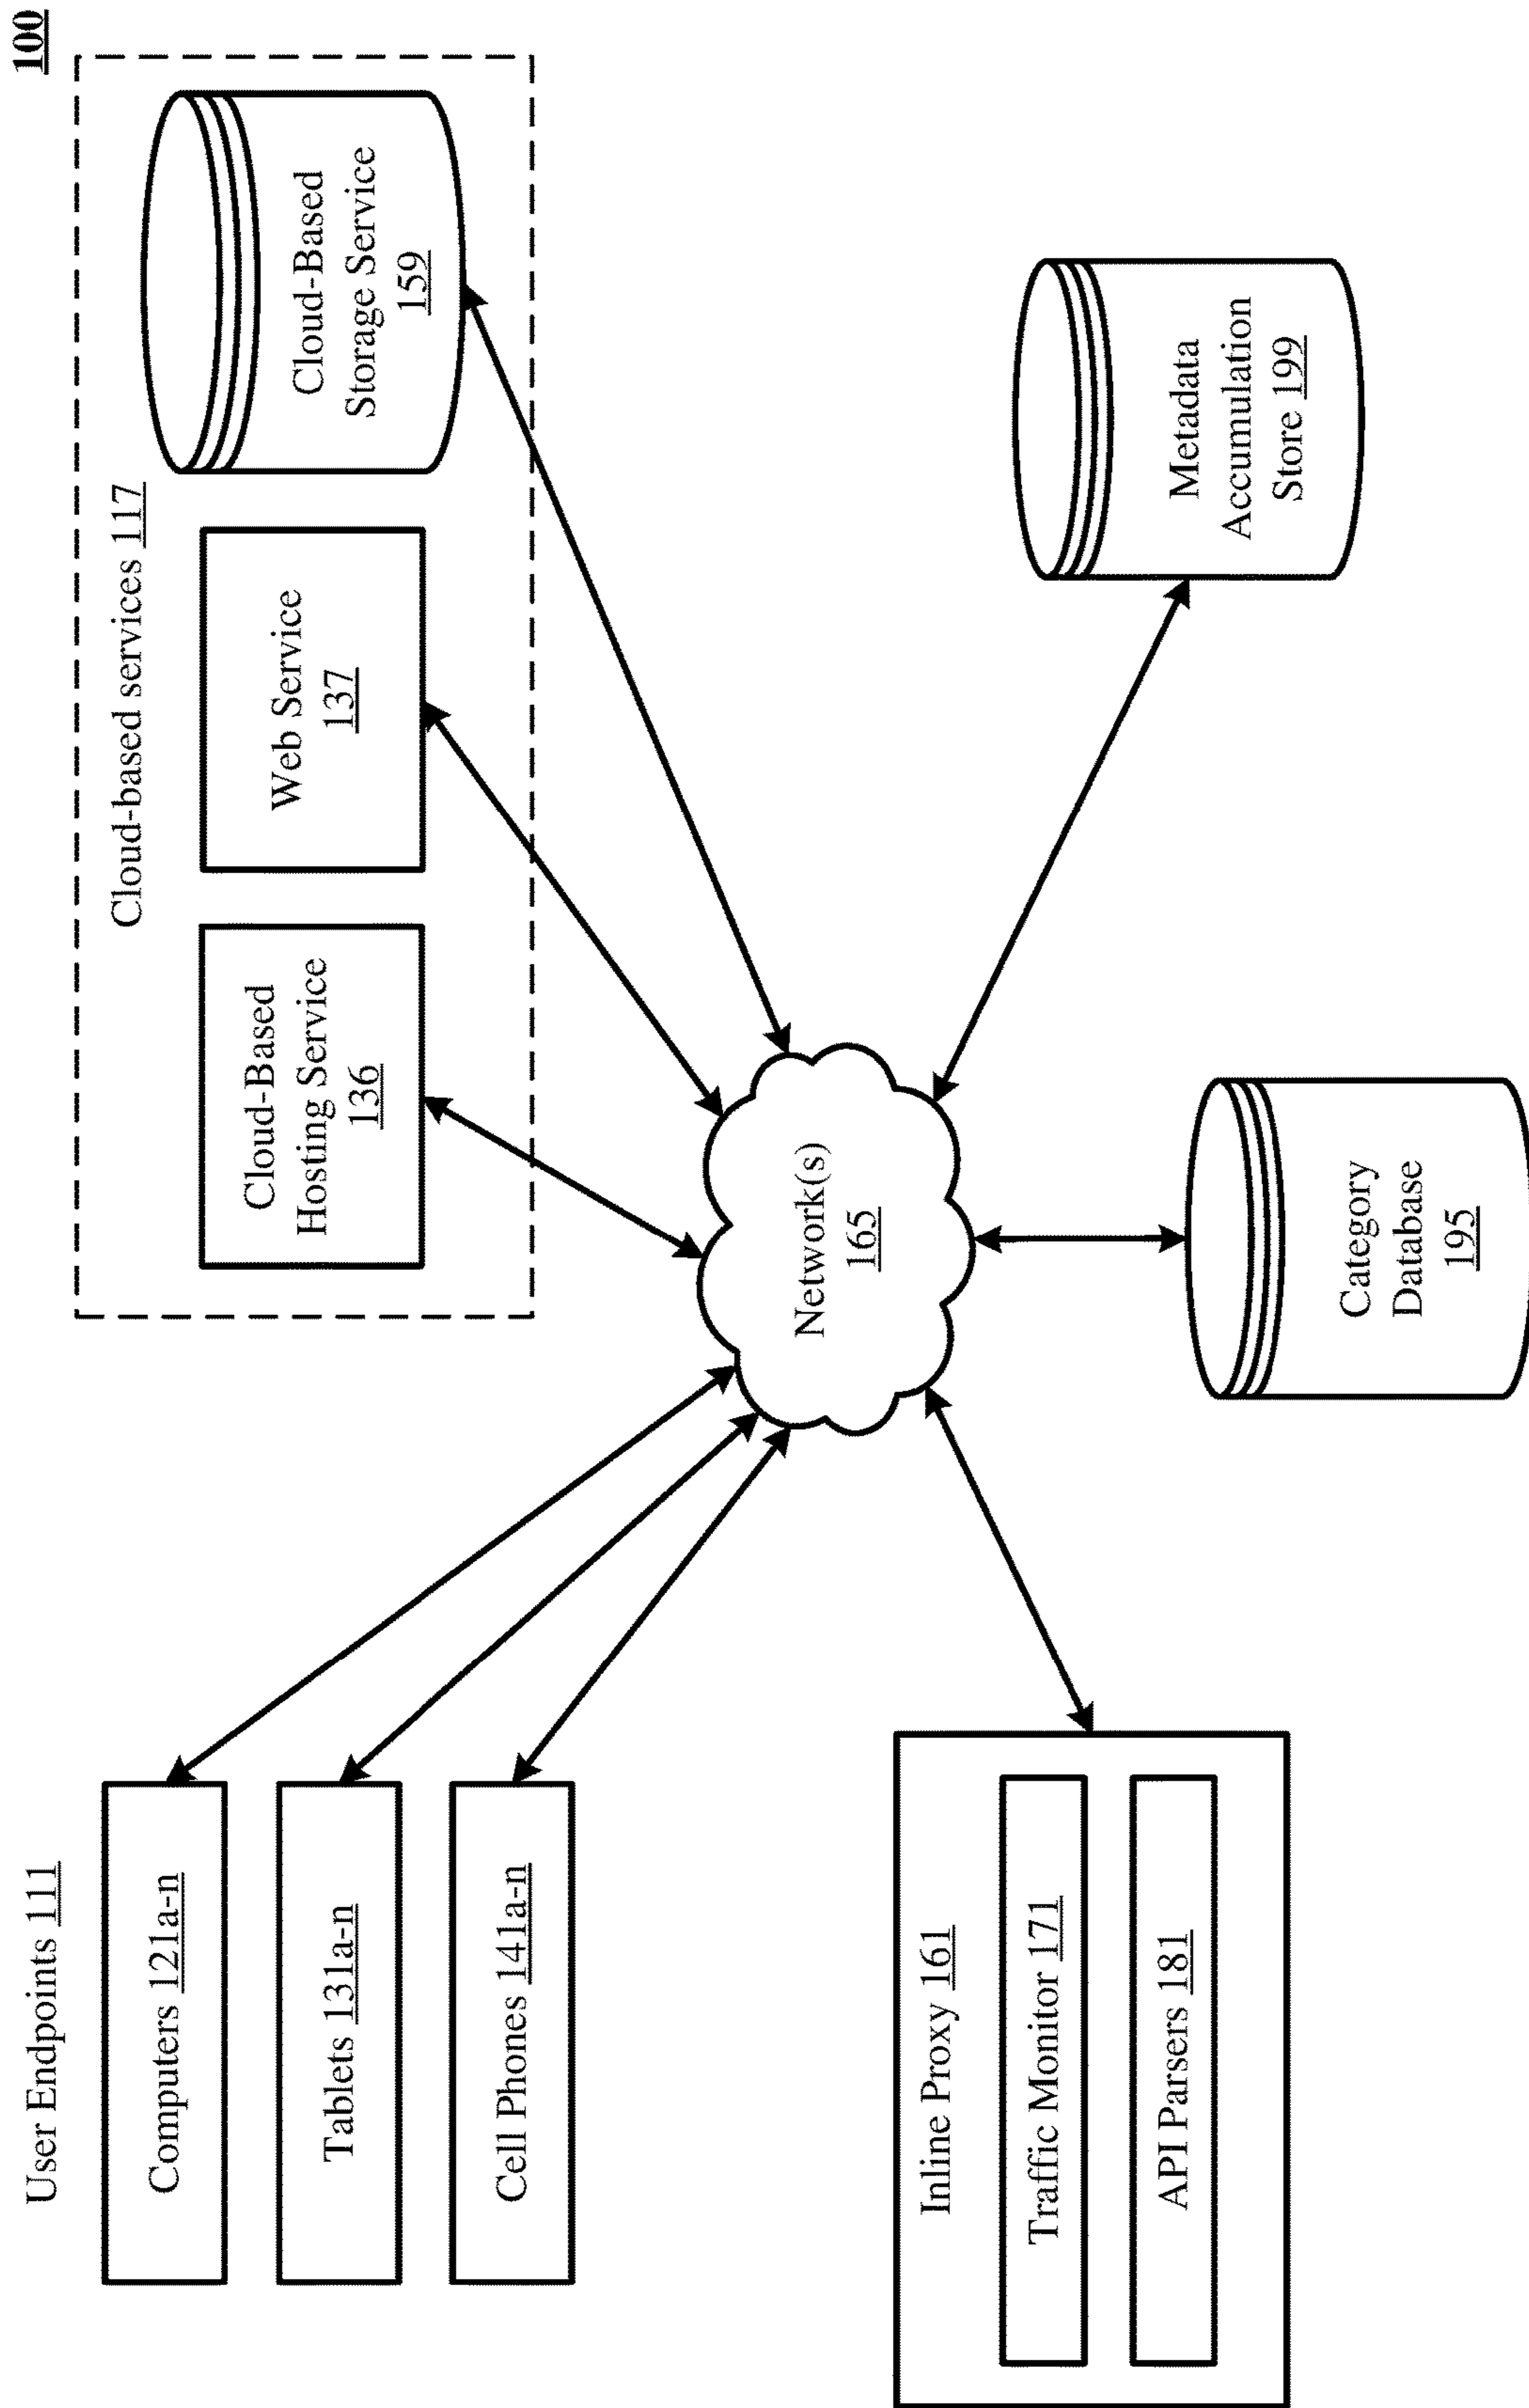 100
User Endpoints 111
Computers 121a-n
Tablets 131a-n
Cell Phones 141a-n
Cloud-based services 117
Cloud-Based
Hosting Service
136
Web Service
137
Cloud-Based
Storage Service
159
Network(s)
165
Inline Proxy 161
Traffic Monitor 171
API Parsers 181
Category
Database
195
Metadata
Accumulation
Store 199